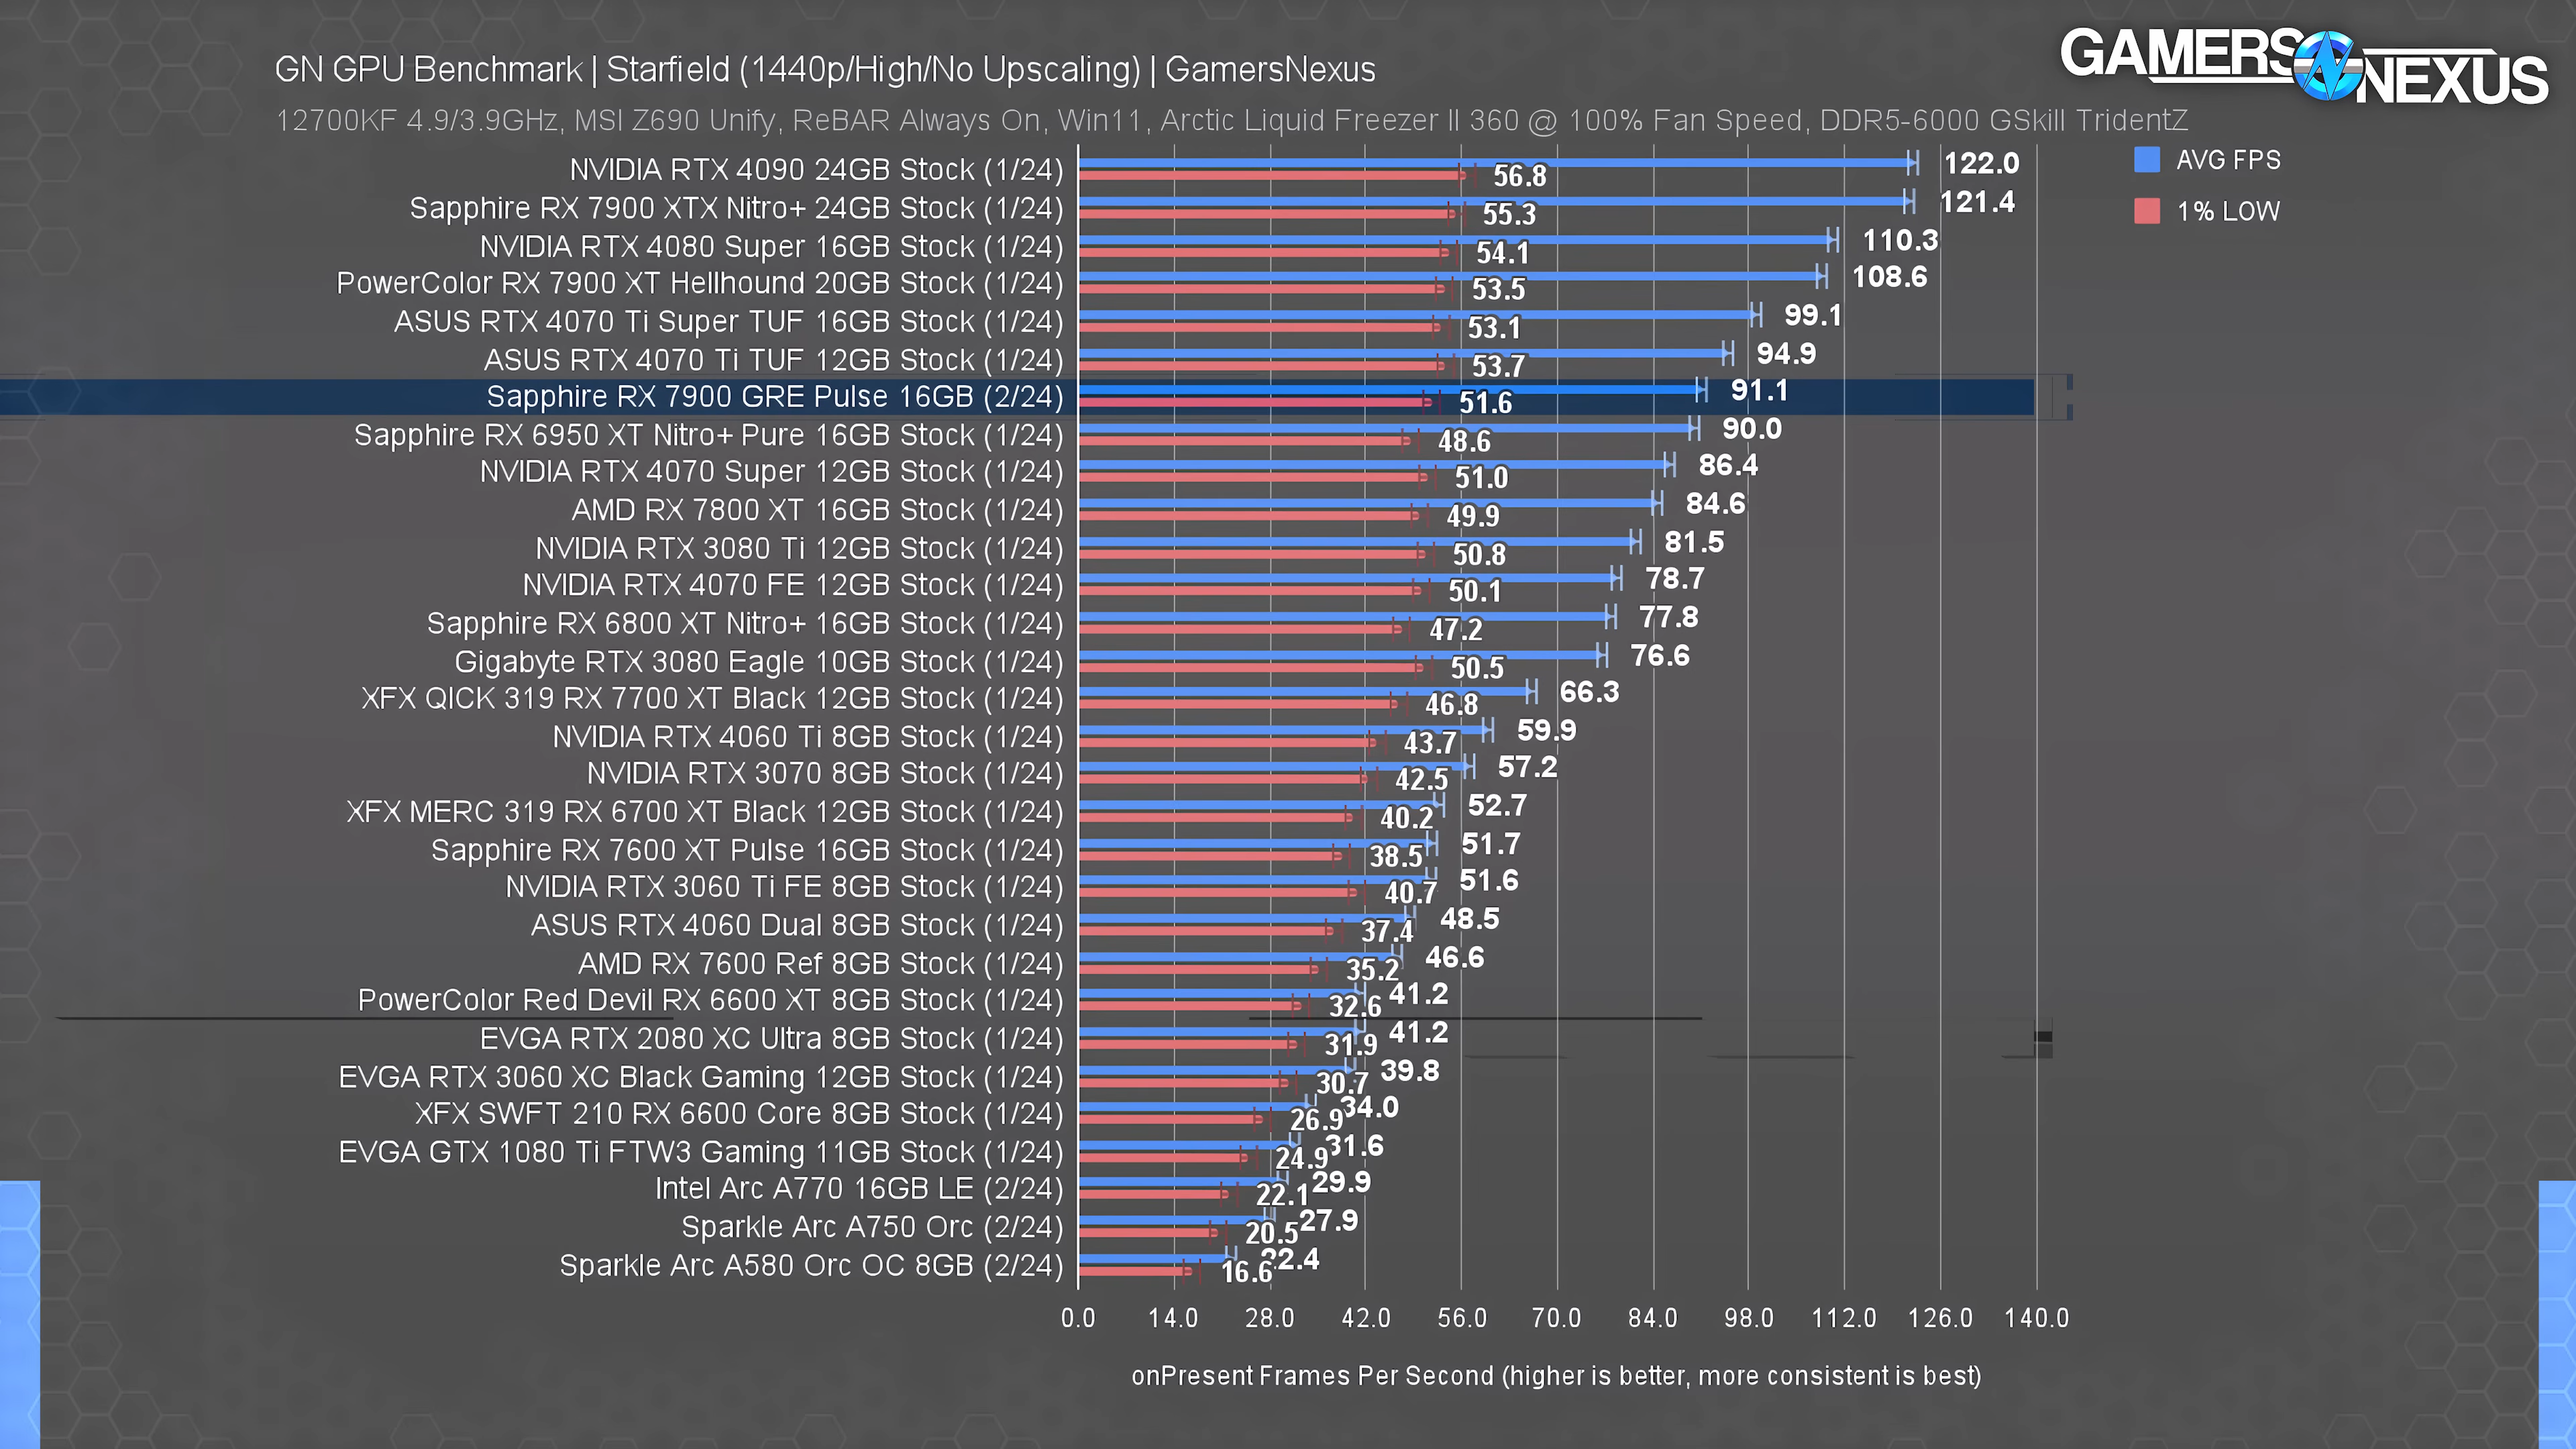 GAMERS NEXUS
GN GPU Benchmark | Starfield (1440p/High/No Upscaling) | GamersNexus
12700KF 4.9/3.9GHz, MSI Z690 Unify, ReBAR Always On, Win11, Arctic Liquid Freezer II 360 @ 100% Fan Speed, DDR5-6000 GSkill TridentZ
AVG FPS
1% LOW
NVIDIA RTX 4090 24GB Stock (1/24) 122.0 56.8
Sapphire RX 7900 XTX Nitro+ 24GB Stock (1/24) 121.4 55.3
NVIDIA RTX 4080 Super 16GB Stock (1/24) 110.3 54.1
PowerColor RX 7900 XT Hellhound 20GB Stock (1/24) 108.6 53.5
ASUS RTX 4070 Ti Super TUF 16GB Stock (1/24) 99.1 53.1
ASUS RTX 4070 Ti TUF 12GB Stock (1/24) 94.9 53.7
Sapphire RX 7900 GRE Pulse 16GB (2/24) 91.1 51.6
Sapphire RX 6950 XT Nitro+ Pure 16GB Stock (1/24) 90.0 48.6
NVIDIA RTX 4070 Super 12GB Stock (1/24) 86.4 51.0
AMD RX 7800 XT 16GB Stock (1/24) 84.6 49.9
NVIDIA RTX 3080 Ti 12GB Stock (1/24) 81.5 50.8
NVIDIA RTX 4070 FE 12GB Stock (1/24) 78.7 50.1
Sapphire RX 6800 XT Nitro+ 16GB Stock (1/24) 77.8 47.2
Gigabyte RTX 3080 Eagle 10GB Stock (1/24) 76.6 50.5
XFX QICK 319 RX 7700 XT Black 12GB Stock (1/24) 66.3 46.8
NVIDIA RTX 4060 Ti 8GB Stock (1/24) 59.9 43.7
NVIDIA RTX 3070 8GB Stock (1/24) 57.2 42.5
XFX MERC 319 RX 6700 XT Black 12GB Stock (1/24) 52.7 40.2
Sapphire RX 7600 XT Pulse 16GB Stock (1/24) 51.7 38.5
NVIDIA RTX 3060 Ti FE 8GB Stock (1/24) 51.6 40.7
ASUS RTX 4060 Dual 8GB Stock (1/24) 48.5 37.4
AMD RX 7600 Ref 8GB Stock (1/24) 46.6 35.2
PowerColor Red Devil RX 6600 XT 8GB Stock (1/24) 41.2 32.6
EVGA RTX 2080 XC Ultra 8GB Stock (1/24) 41.2 31.9
EVGA RTX 3060 XC Black Gaming 12GB Stock (1/24) 39.8 30.7
XFX SWFT 210 RX 6600 Core 8GB Stock (1/24) 34.0 26.9
EVGA GTX 1080 Ti FTW3 Gaming 11GB Stock (1/24) 31.6 24.9
Intel Arc A770 16GB LE (2/24) 29.9 22.1
Sparkle Arc A750 Orc (2/24) 27.9 20.5
Sparkle Arc A580 Orc OC 8GB (2/24) 22.4 16.6
0.0 14.0 28.0 42.0 56.0 70.0 84.0 98.0 112.0 126.0 140.0
onPresent Frames Per Second (higher is better, more consistent is best)